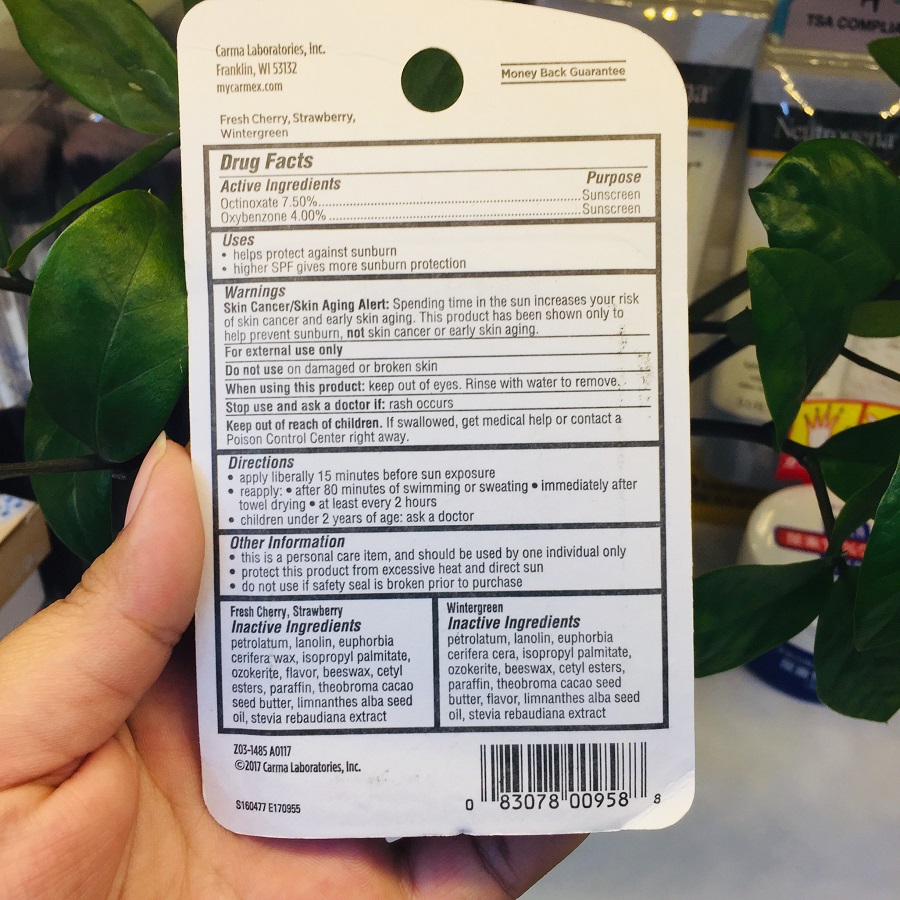 Carma Laboratories, Inc.
Franklin, WI 53132
mycarmex.com
Money Back Guarantee
Fresh Cherry, Strawberry,
Wintergreen
Drug Facts
Active Ingredients Purpose
Octinoxate 7.50%........Sunscreen
Oxybenzone 4.00%........Sunscreen
Uses
• helps protect against sunburn
• higher SPF gives more sunburn protection
Warnings
Skin Cancer/Skin Aging Alert: Spending time in the sun increases your risk
of skin cancer and early skin aging. This product has been shown only to
help prevent sunburn, not skin cancer or early skin aging.
For external use only
Do not use on damaged or broken skin
When using this product: keep out of eyes. Rinse with water to remove.
Stop use and ask a doctor if: rash occurs
Keep out of reach of children. If swallowed, get medical help or contact a
Poison Control Center right away.
Directions
• apply liberally 15 minutes before sun exposure
• reapply: • after 80 minutes of swimming or sweating • immediately after
towel drying • at least every 2 hours
• children under 2 years of age: ask a doctor
Other Information
• this is a personal care item, and should be used by one individual only
• protect this product from excessive heat and direct sun
• do not use if safety seal is broken prior to purchase
Fresh Cherry, Strawberry
Inactive Ingredients
petrolatum, lanolin, euphorbia
cerifera wax, isopropyl palmitate,
ozokerite, flavor, beeswax, cetyl
esters, paraffin, theobroma cacao
seed butter, limnanthes alba seed
oil, stevia rebaudiana extract
Wintergreen
Inactive Ingredients
petrolatum, lanolin, euphorbia
cerifera cera, isopropyl palmitate,
ozokerite, beeswax, cetyl esters,
paraffin, theobroma cacao seed
butter, flavor, limnanthes alba seed
oil, stevia rebaudiana extract
Z03-1485 A0117
©2017 Carma Laboratories, Inc.
S160477 E170955
0 83078 00958 8
Neutrogena